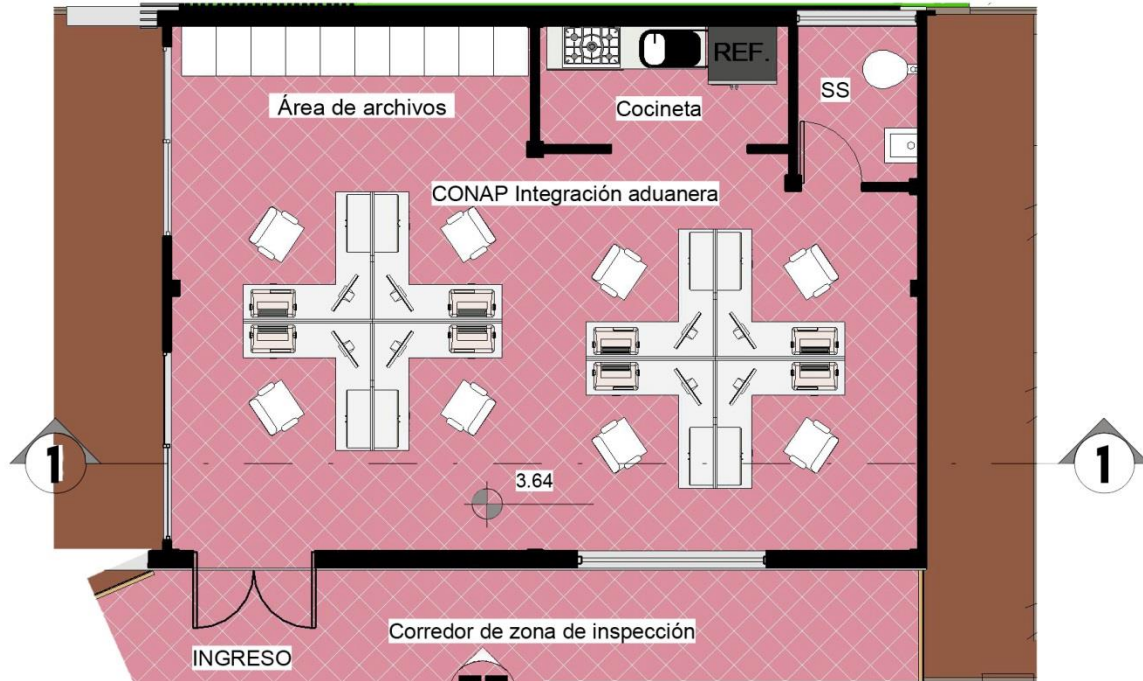 REF.
SS
Área de archivos
Cocineta
CONAP Integración aduanera
1
1
3.64
Corredor de zona de inspección
INGRESO